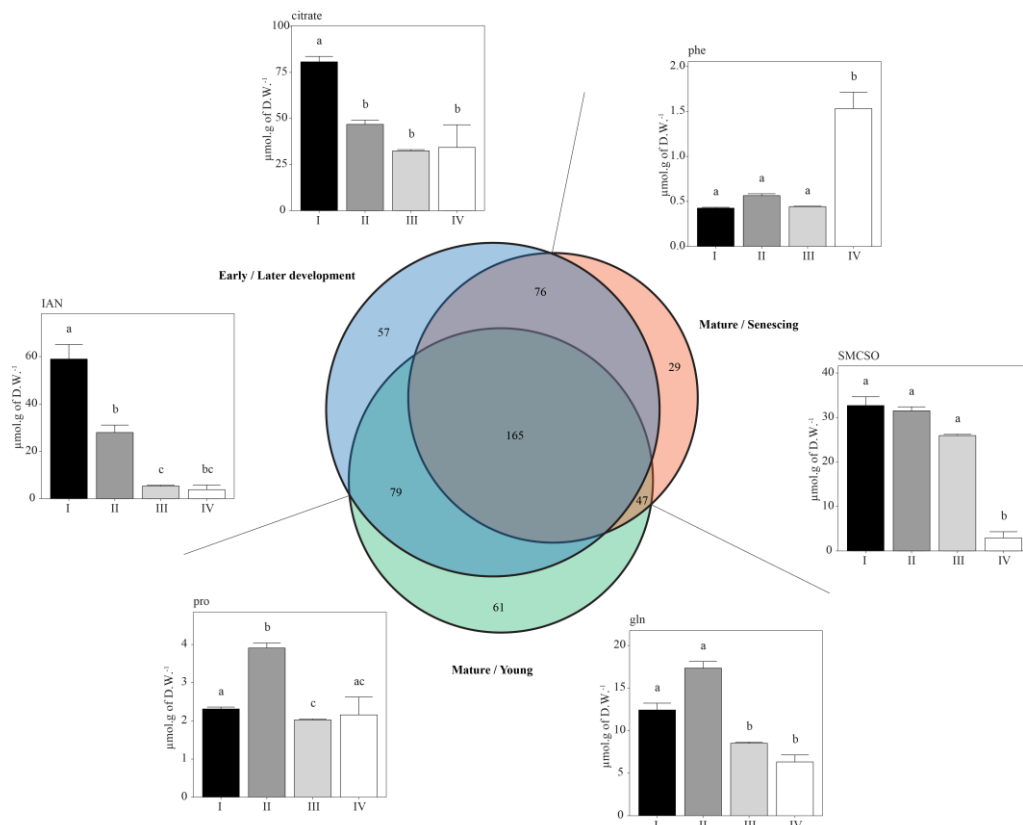 citrate
100
75
50
25
0
µmol.g of D.W.⁻¹
a
b
b
b
I II III IV
phe
2.0
1.5
1.0
0.5
0.0
µmol.g of D.W.⁻¹
a
a
a
b
I II III IV
Early / Later development
Mature / Senescing
Mature / Young
57
76
29
165
79
47
61
IAN
60
40
20
0
µmol.g of D.W.⁻¹
a
b
c
bc
I II III IV
SMCSO
40
30
20
10
0
µmol.g of D.W.⁻¹
a
a
a
b
I II III IV
pro
4
3
2
1
0
µmol.g of D.W.⁻¹
a
b
c
ac
I II III IV
gln
20
15
10
5
0
µmol.g of D.W.⁻¹
a
a
b
b
I II III IV